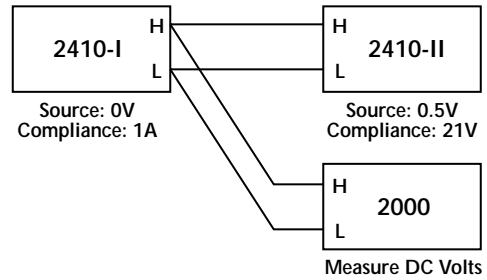 2410-I
H
L
Source: 0V
Compliance: 1A
H
L
2410-II
Source: 0.5V
Compliance: 21V
H
L
2000
Measure DC Volts